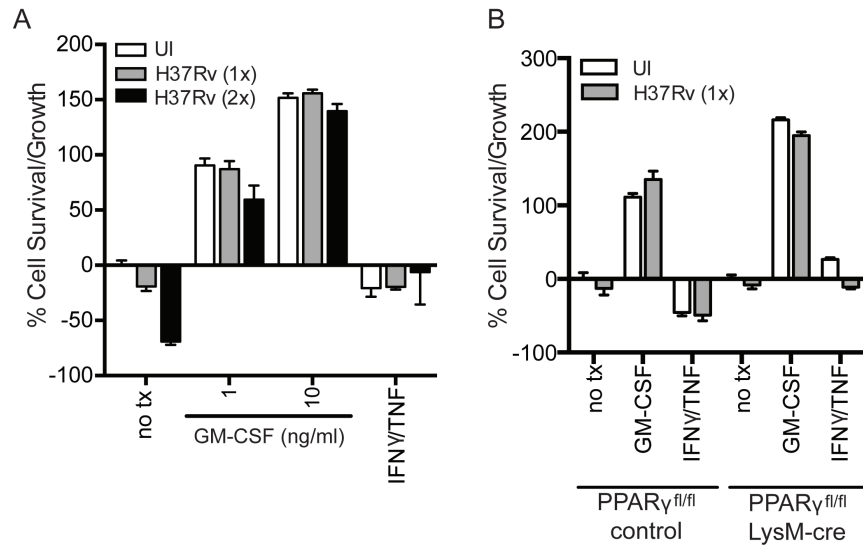 A
% Cell Survival/Growth
200
150
100
50
0
-50
-100
UI
H37Rv (1x)
H37Rv (2x)
no tx
1
10
IFNγ/TNF
GM-CSF (ng/ml)
B
% Cell Survival/Growth
300
200
100
0
-100
UI
H37Rv (1x)
no tx
GM-CSF
IFNγ/TNF
no tx
GM-CSF
IFNγ/TNF
PPARγfl/fl
control
PPARγfl/fl
LysM-cre